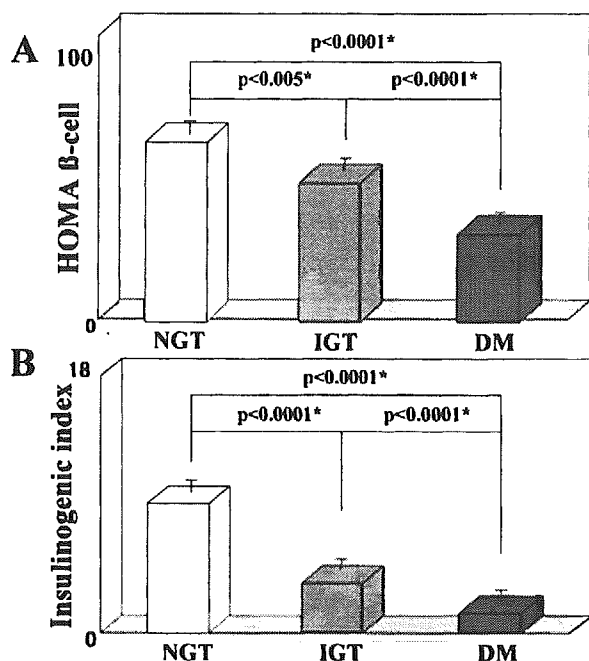 A
100
p<0.0001*
p<0.005* p<0.0001*
HOMA ß-cell
0
NGT IGT DM
B
18
p<0.0001*
p<0.0001* p<0.0001*
Insulinogenic index
0
NGT IGT DM